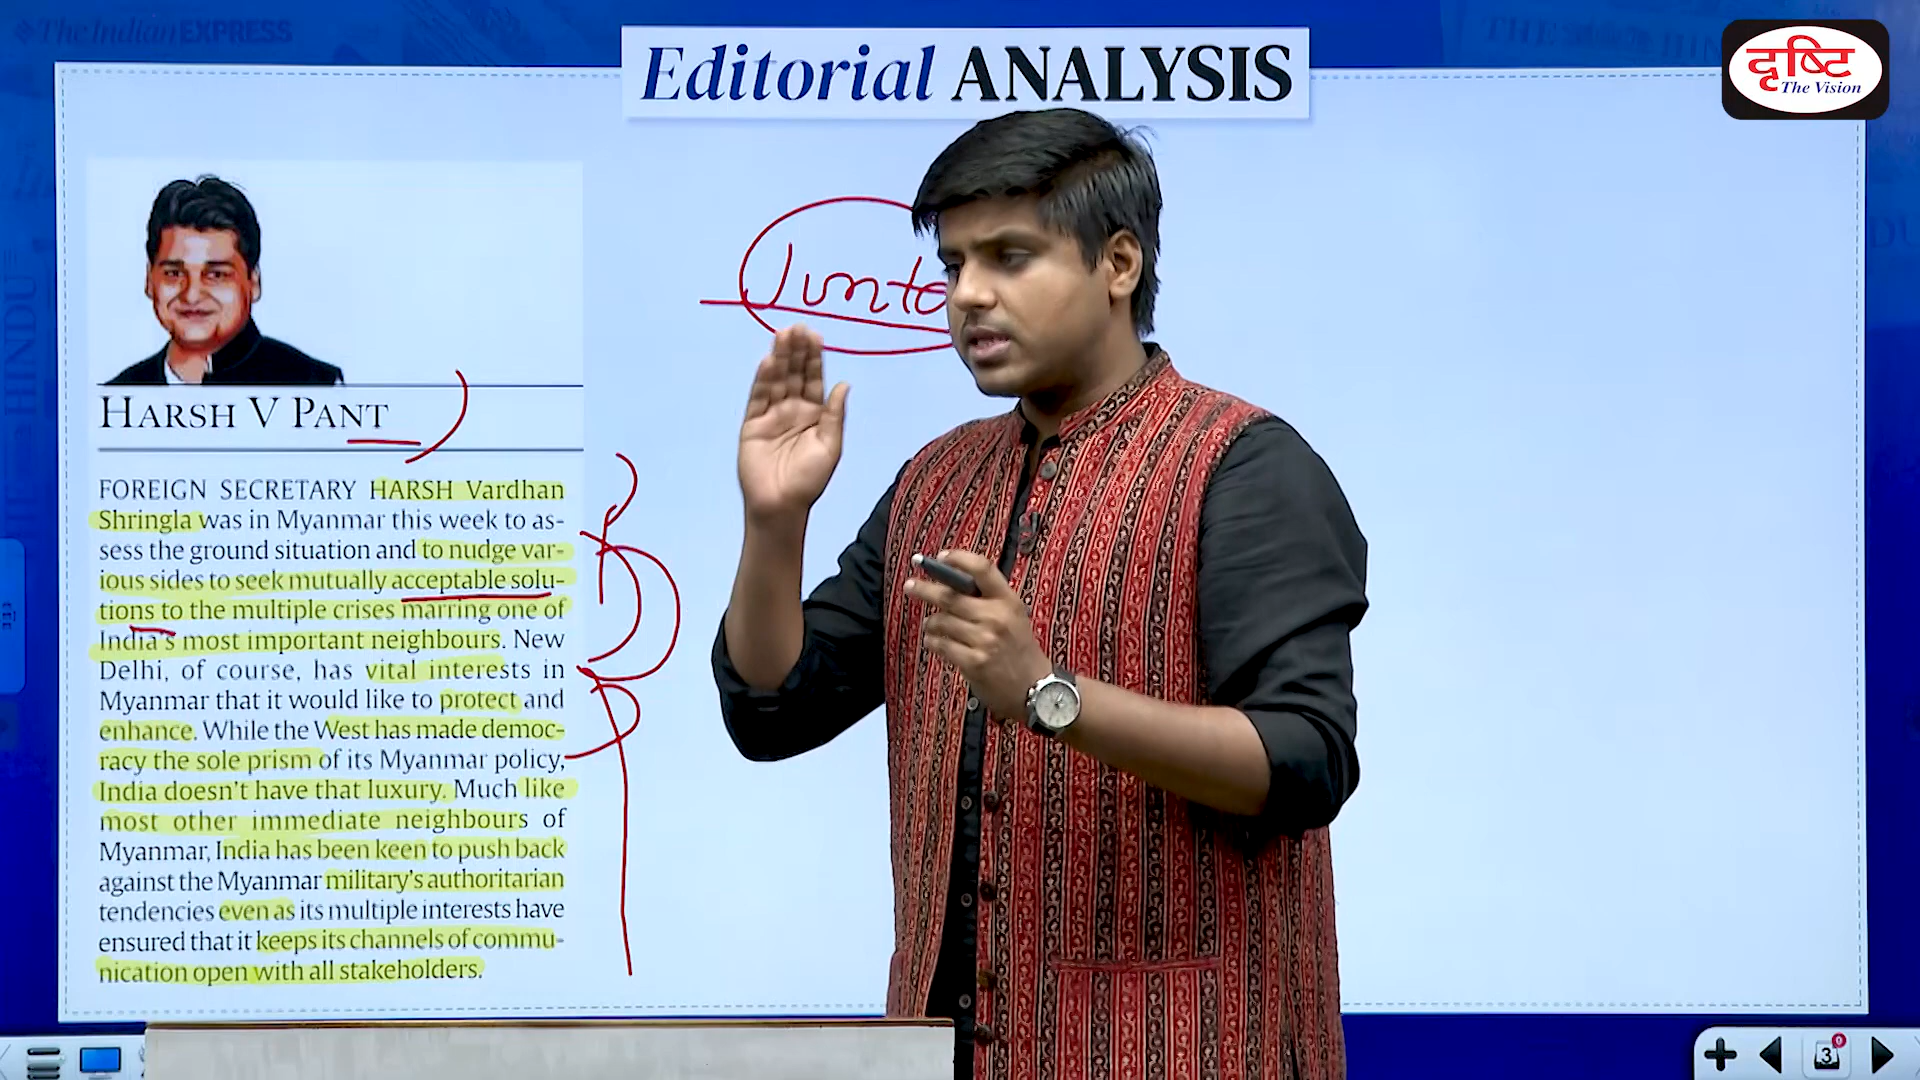 The Indian EXPRESS
Editorial ANALYSIS
दृष्टि
The Vision
Junta
HARSH V PANT
FOREIGN SECRETARY HARSH Vardhan
Shringla was in Myanmar this week to as-
sess the ground situation and to nudge var-
ious sides to seek mutually acceptable solu-
tions to the multiple crises marring one of
India's most important neighbours. New
Delhi, of course, has vital interests in
Myanmar that it would like to protect and
enhance. While the West has made democ-
racy the sole prism of its Myanmar policy,
India doesn't have that luxury. Much like
most other immediate neighbours of
Myanmar, India has been keen to push back
against the Myanmar military's authoritarian
tendencies even as its multiple interests have
ensured that it keeps its channels of commu-
nication open with all stakeholders.
HINDU
3
0